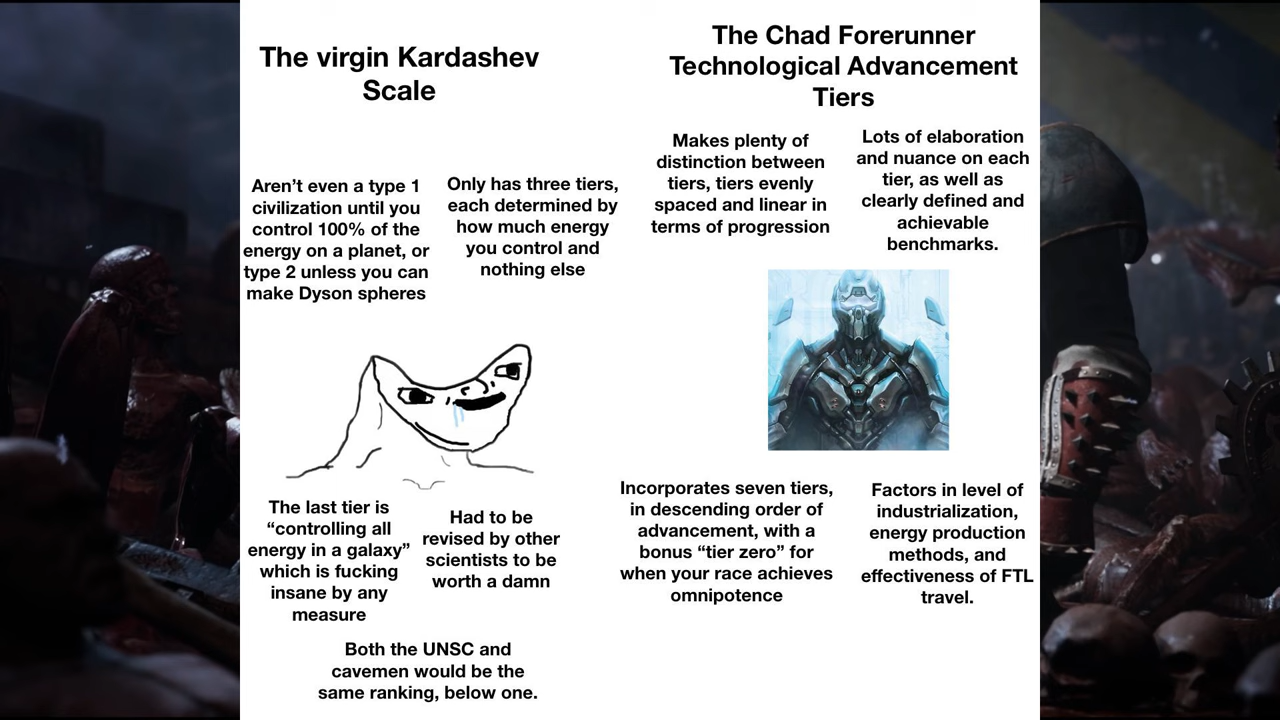 The virgin Kardashev
Scale
Aren’t even a type 1
civilization until you
control 100% of the
energy on a planet, or
type 2 unless you can
make Dyson spheres
Only has three tiers,
each determined by
how much energy
you control and
nothing else
The last tier is
“controlling all
energy in a galaxy”
which is fucking
insane by any
measure
Had to be
revised by other
scientists to be
worth a damn
Both the UNSC and
cavemen would be the
same ranking, below one.
The Chad Forerunner
Technological Advancement
Tiers
Makes plenty of
distinction between
tiers, tiers evenly
spaced and linear in
terms of progression
Lots of elaboration
and nuance on each
tier, as well as
clearly defined and
achievable
benchmarks.
Incorporates seven tiers,
in descending order of
advancement, with a
bonus “tier zero” for
when your race achieves
omnipotence
Factors in level of
industrialization,
energy production
methods, and
effectiveness of FTL
travel.